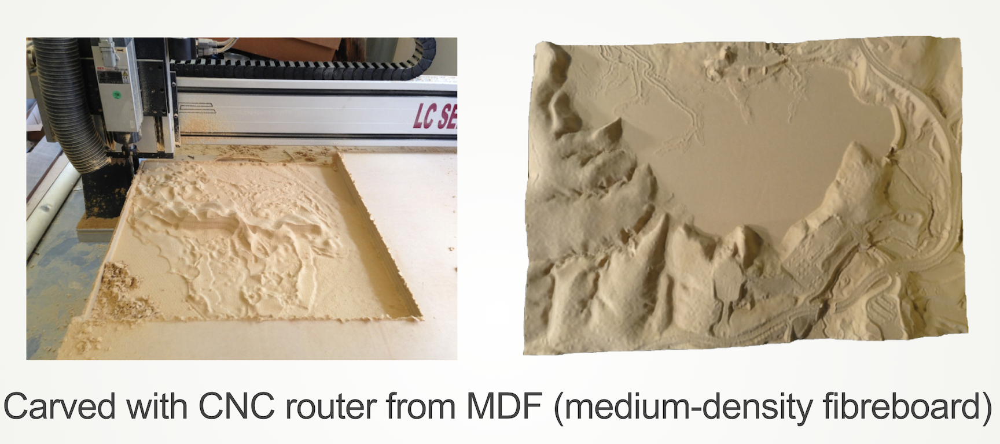 LC SE
Carved with CNC router from MDF (medium-density fibreboard)